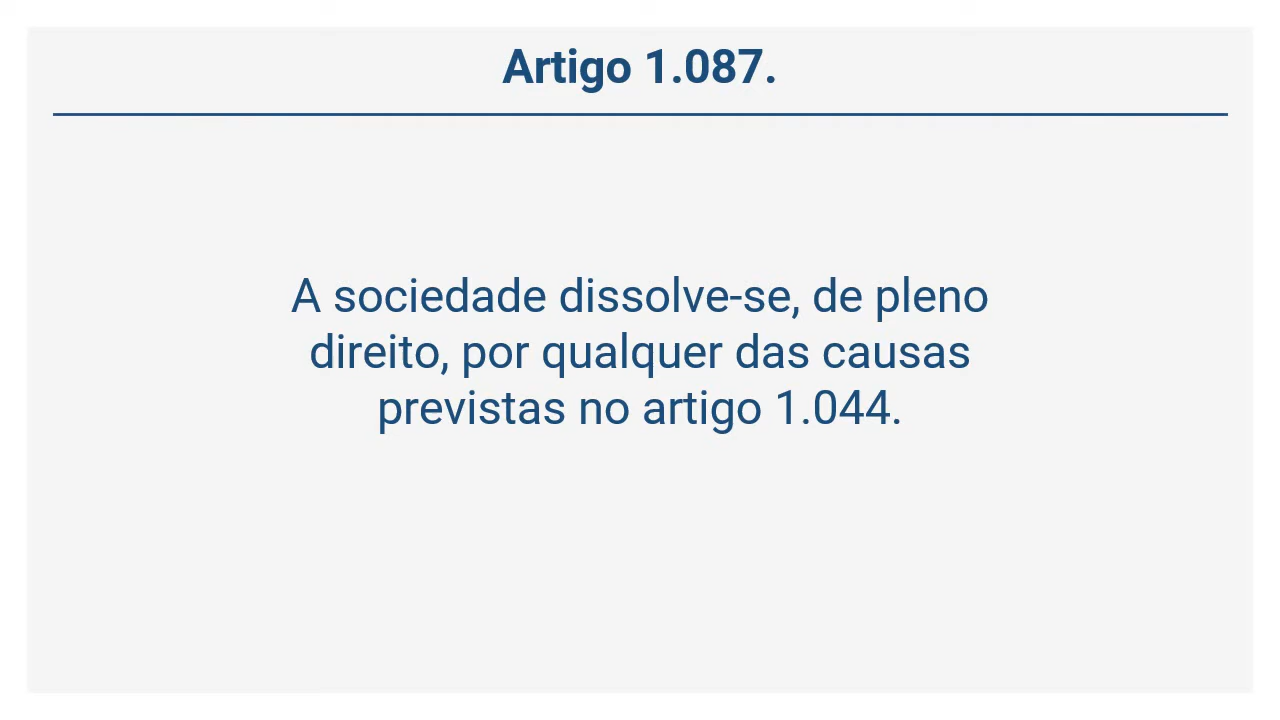 Artigo 1.087.
A sociedade dissolve-se, de pleno
direito, por qualquer das causas
previstas no artigo 1.044.